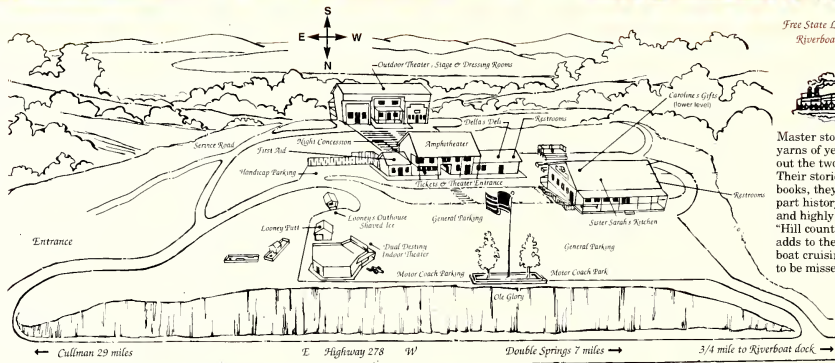 S
E W
N
Free State L
Riverboat
Outdoor Theater, Stage & Dressing Rooms
Caroline's Gifts
(lower level)
Della's Deli
Restrooms
Service Road
Night Concession
First Aid
Amphitheater
Handicap Parking
Tickets & Theater Entrance
Restrooms
Looney's Outhouse
Shaved Ice
General Parking
Sister Sarah's Kitchen
Looney Putt
Entrance
Dual Destiny
Indoor Theater
General Parking
Motor Coach Parking
Motor Coach Park
Ole Glory
Cullman 29 miles
E Highway 278 W
Double Springs 7 miles
3/4 mile to Riverboat dock
Master sto
yarns of ye
out the two
Their storie
books, they
part history
and highly
"Hill count
adds to the
boat cruisin
to be misse